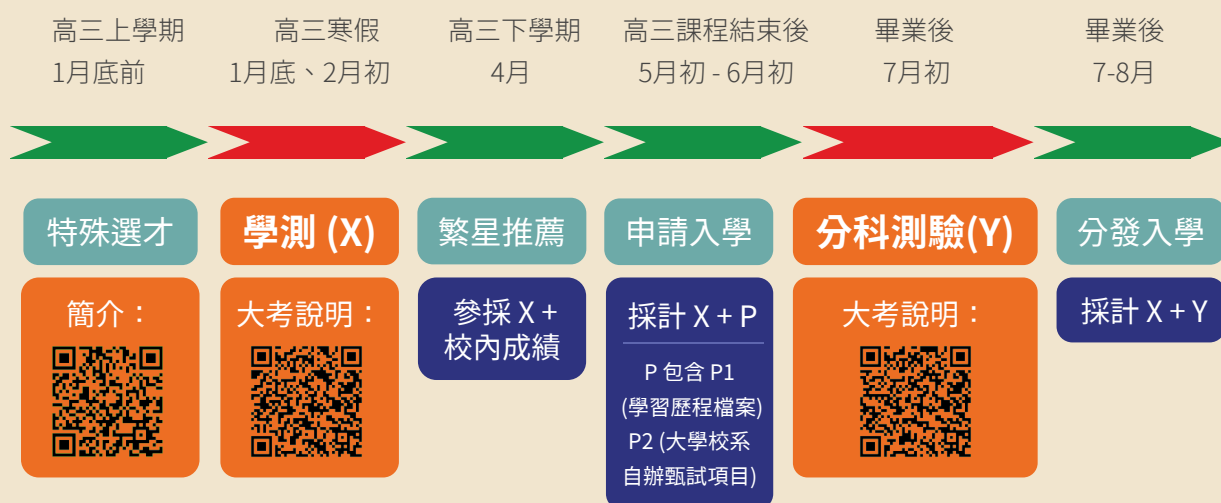 高三上學期
1月底前
高三寒假
1月底、2月初
高三下學期
4月
高三課程結束後
5月初 - 6月初
畢業後
7月初
畢業後
7-8月
特殊選才
學測 (X)
繁星推薦
申請入學
分科測驗(Y)
分發入學
簡介：
大考說明：
參採 X +
校內成績
採計 X + P
P 包含 P1
(學習歷程檔案)
P2 (大學校系
自辦甄試項目)
大考說明：
採計 X + Y